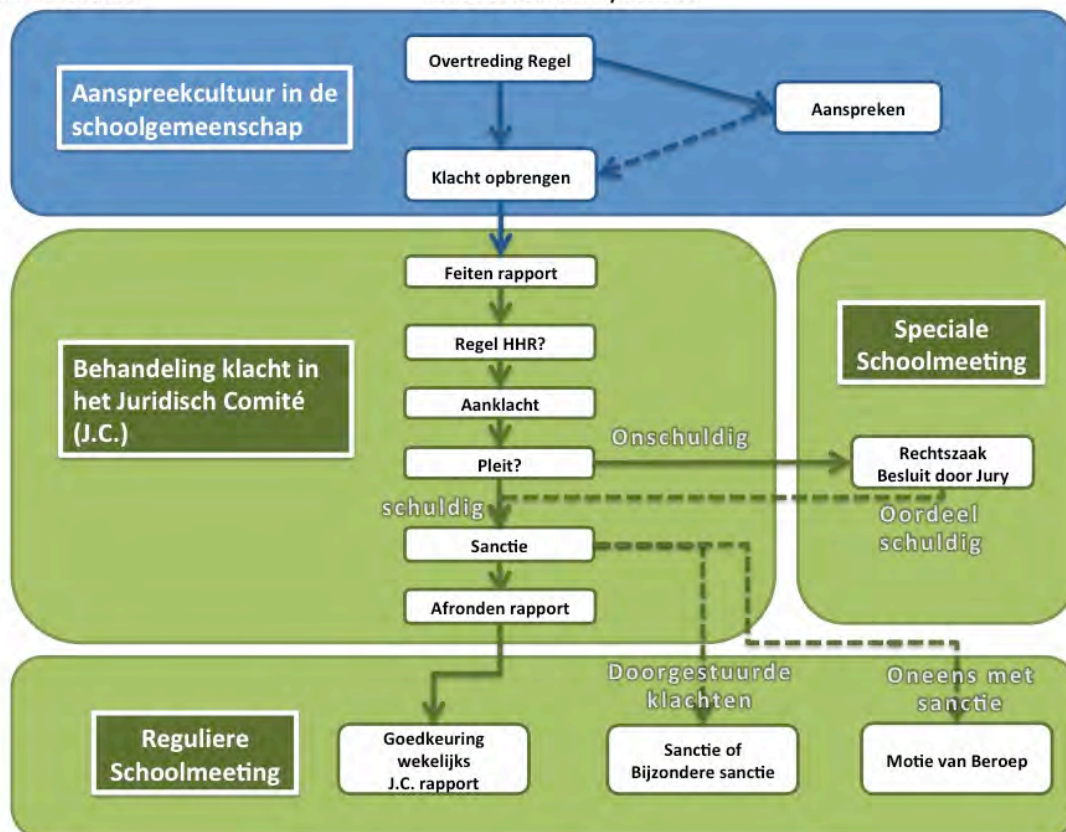 Overtreding Regel
Aanspreekcultuur in de
schoolgemeenschap
Aanspreken
Klacht opbrengen
Feiten rapport
Regel HHR?
Behandeling klacht in
het Juridisch Comité
(J.C.)
Aanklacht
Pleit?
Onschuldig
schuldig
Sanctie
Afronden rapport
Speciale
Schoolmeeting
Rechtszaak
Besluit door Jury
Oordeel
schuldig
Reguliere
Schoolmeeting
Goedkeuring
wekelijks
J.C. rapport
Doorgestuurde
klachten
Sanctie of
Bijzondere sanctie
Oneens met
sanctie
Motie van Beroep